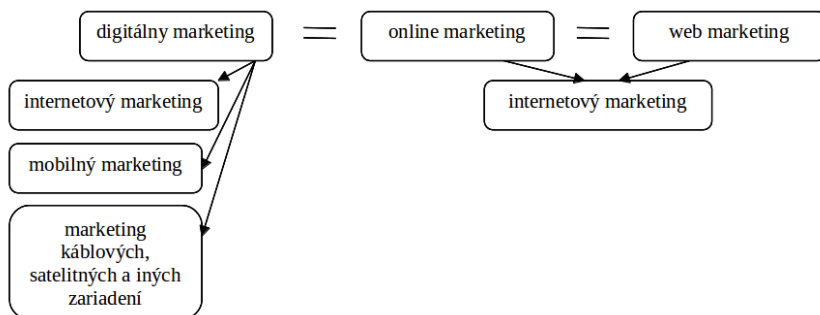 digitálny marketing = online marketing = web marketing
internetový marketing
internetový marketing
mobilný marketing
marketing
káblových,
satelitných a iných
zariadení